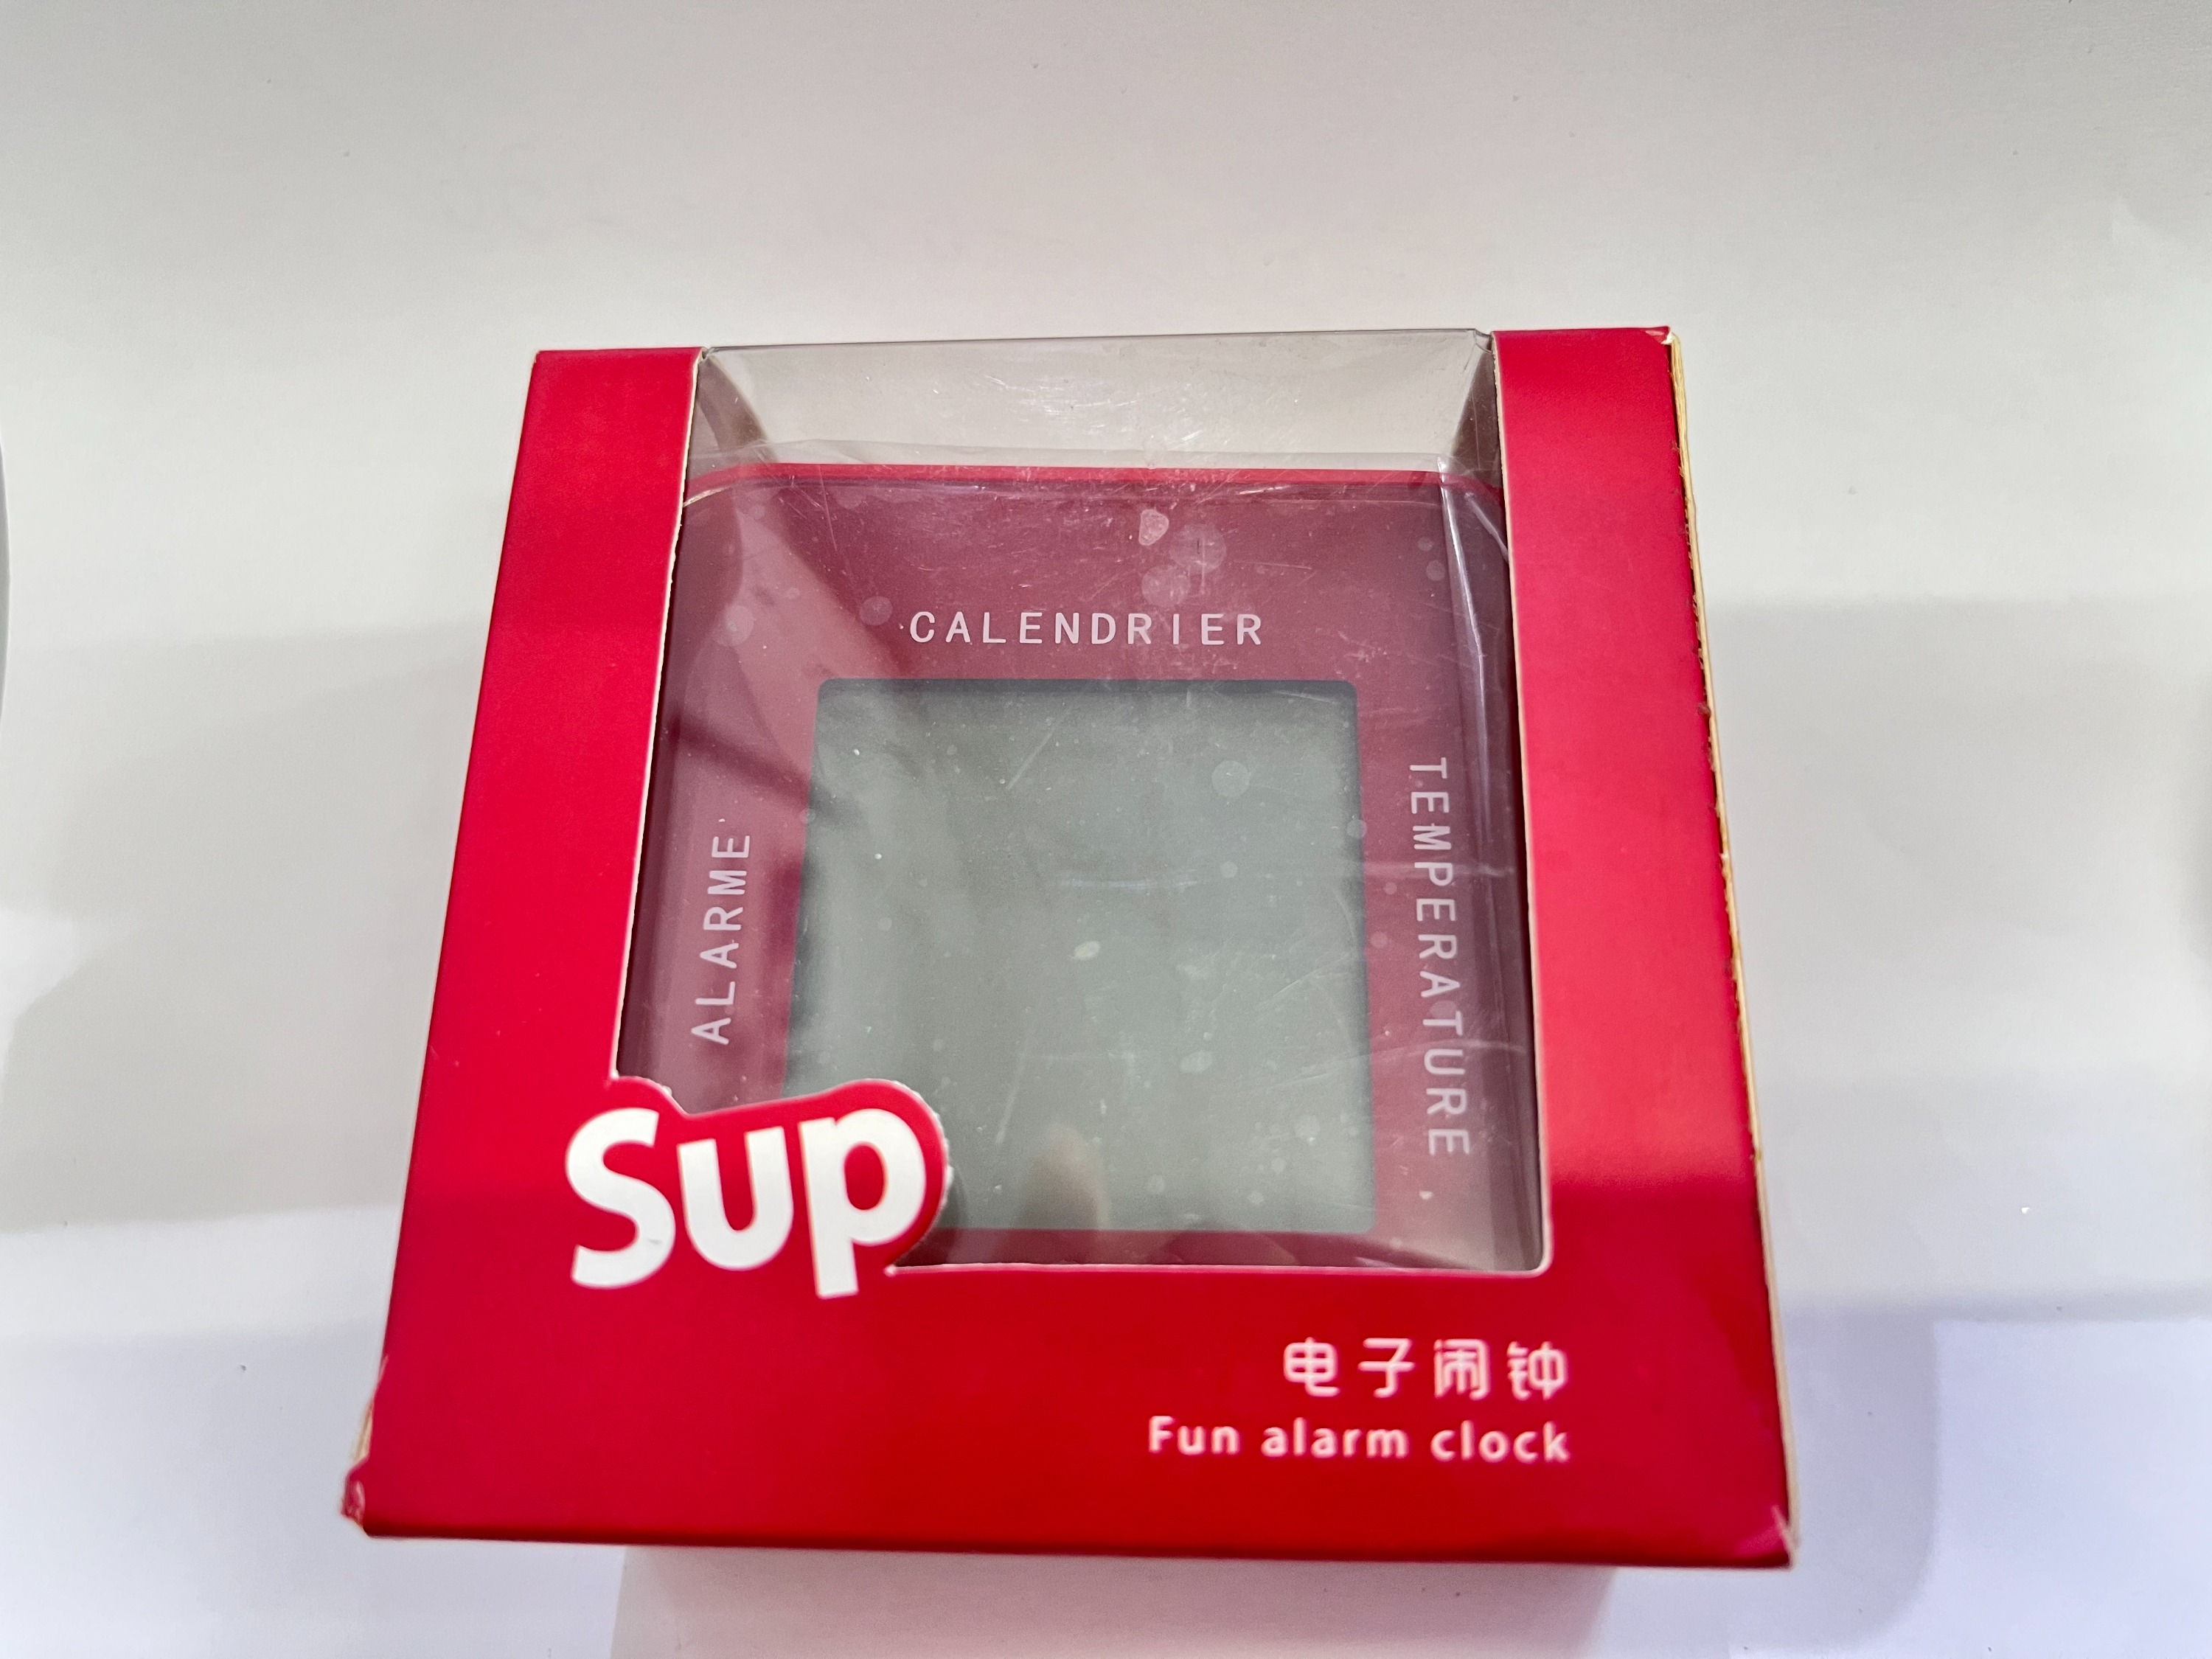 CALENDRIER
ALARME
TEMPERATURE
Sup
电子闹钟
Fun alarm clock